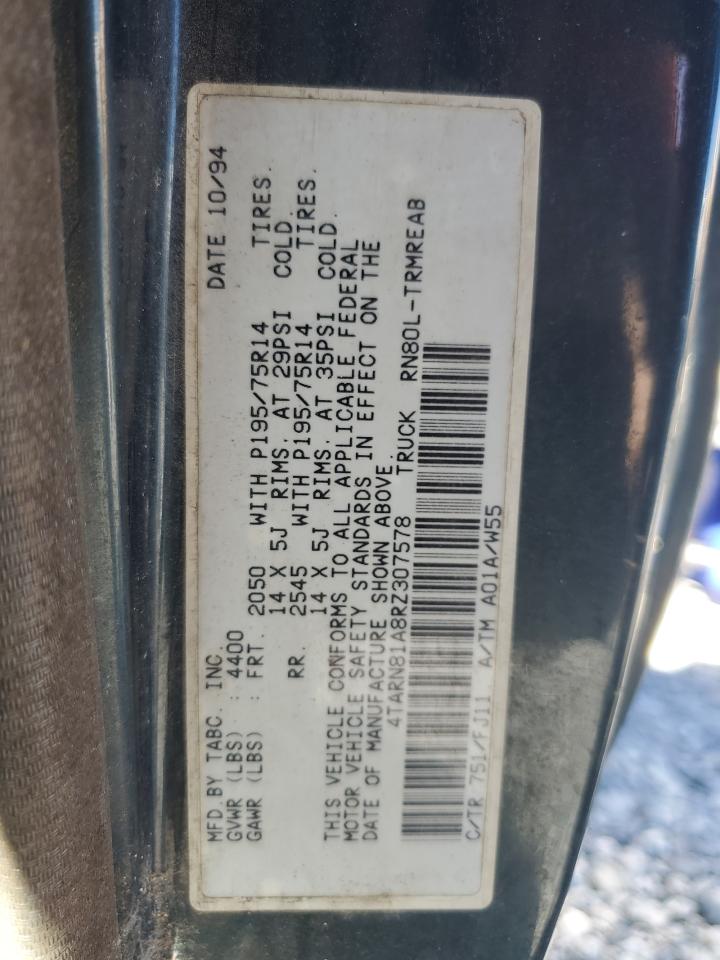 MFD.BY TABC. INC. DATE 10/94
GVWR (LBS) : 4400
GAWR (LBS) : FRT. 2050 WITH P195/75R14 TIRES.
14 X 5J RIMS. AT 29PSI COLD.
RR. 2545 WITH P195/75R14 TIRES.
14 X 5J RIMS. AT 35PSI COLD.
THIS VEHICLE CONFORMS TO ALL APPLICABLE FEDERAL
MOTOR VEHICLE SAFETY STANDARDS IN EFFECT ON THE
DATE OF MANUFACTURE SHOWN ABOVE.
4TARN81A8RZ307578 TRUCK RN80L-TRMREAB
C/TR 751/FJ11 A/TM A01A/W55